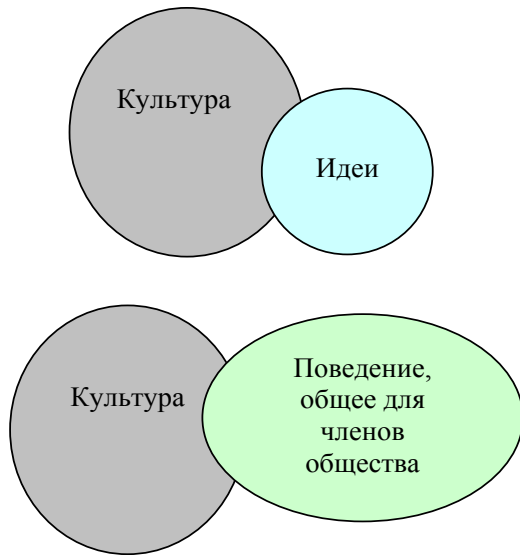 Культура
Идеи
Культура
Поведение,
общее для
членов
общества